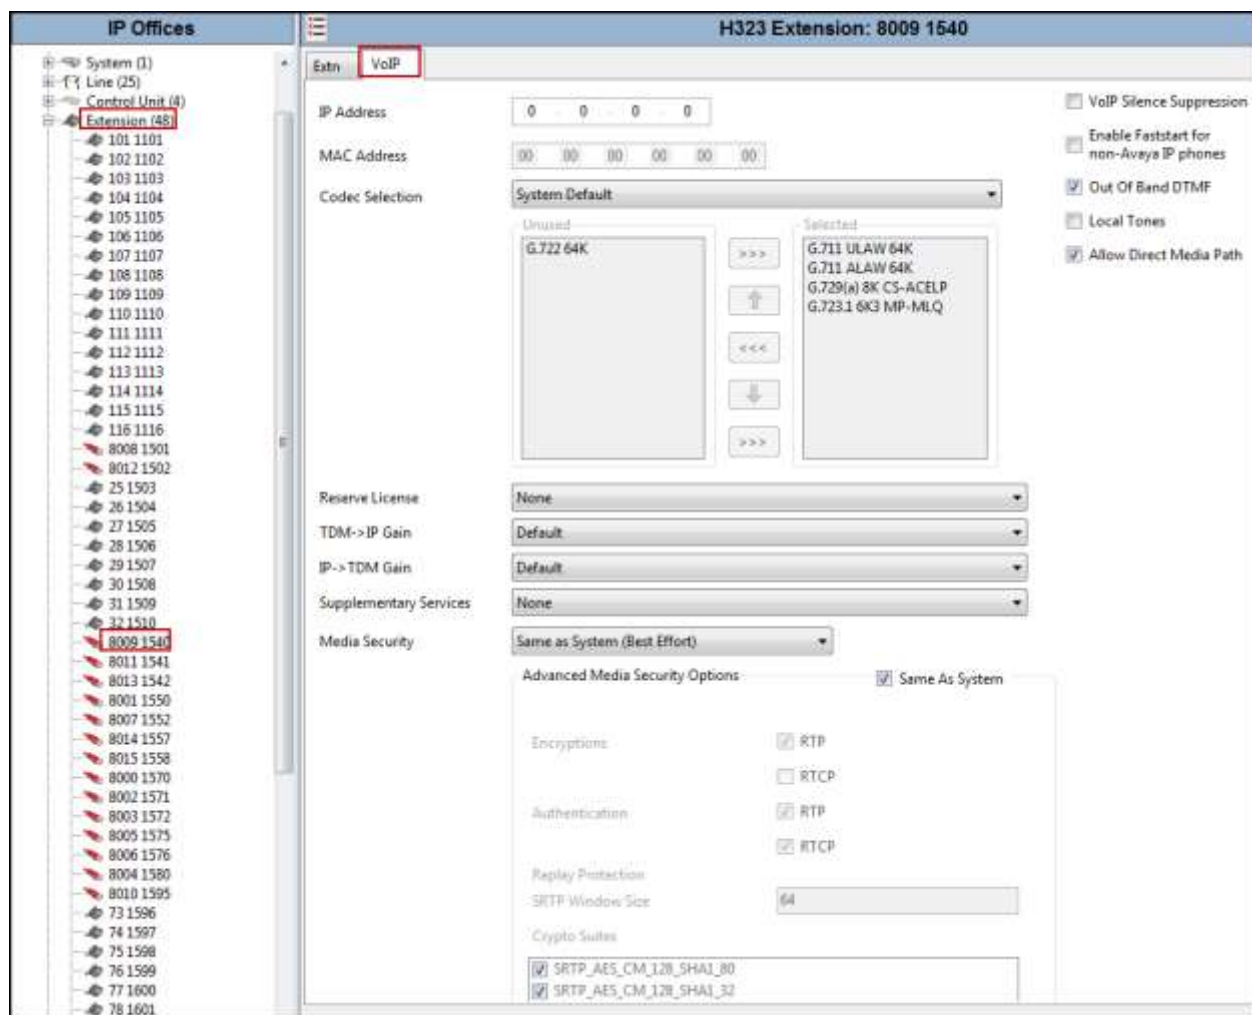 IP Offices
System (1)
Line (25)
Control Unit (4)
Extension (48)
101 1101
102 1102
103 1103
104 1104
105 1105
106 1106
107 1107
108 1108
109 1109
110 1110
111 1111
112 1112
113 1113
114 1114
115 1115
116 1116
8008 1501
8012 1502
25 1503
26 1504
27 1505
28 1506
29 1507
30 1508
31 1509
32 1510
8009 1540
8011 1541
8013 1542
8001 1550
8007 1552
8014 1557
8015 1558
8000 1570
8002 1571
8003 1572
8005 1575
8006 1576
8004 1580
8010 1595
73 1596
74 1597
75 1598
76 1599
77 1600
78 1601
H323 Extension: 8009 1540
Extn VoIP
IP Address 0 . 0 . 0 . 0
MAC Address 00 00 00 00 00 00
Codec Selection System Default
Unused
G.722 64K
>>>
<<<
>>>
Selected
G.711 ULAW 64K
G.711 ALAW 64K
G.729(a) 8K CS-ACELP
G.723.1 6K3 MP-MLQ
Reserve License None
TDM->IP Gain Default
IP->TDM Gain Default
Supplementary Services None
Media Security Same as System (Best Effort)
Advanced Media Security Options Same As System
Encryptions RTP
RTCP
Authentication RTP
RTCP
Replay Protection
SRTP Window Size 64
Crypto Suites
SRTP_AES_CM_128_SHA1_80
SRTP_AES_CM_128_SHA1_32
VoIP Silence Suppression
Enable Faststart for
non-Avaya IP phones
Out Of Band DTMF
Local Tones
Allow Direct Media Path